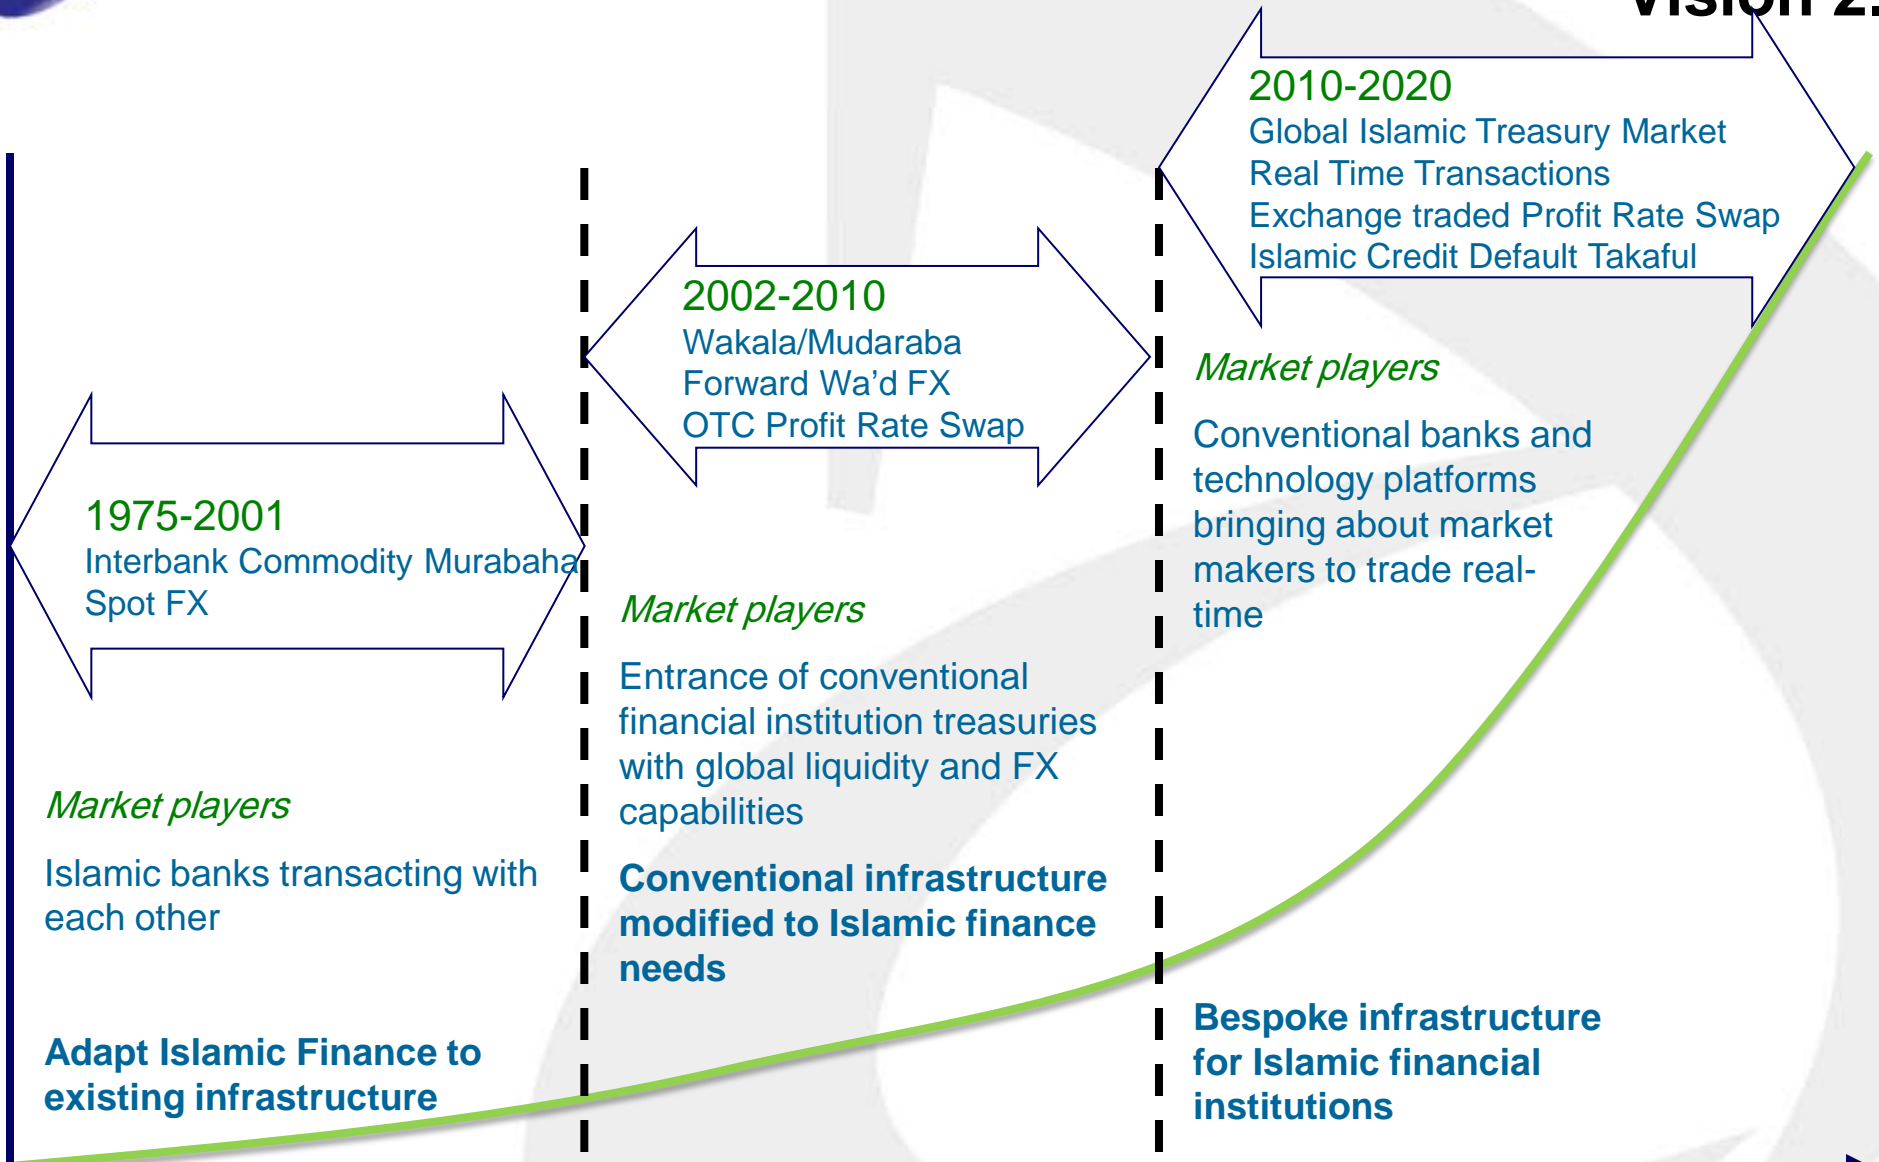 Vision 2.
1975-2001
Interbank Commodity Murabaha
Spot FX
Market players
Islamic banks transacting with
each other
Adapt Islamic Finance to
existing infrastructure
2002-2010
Wakala/Mudaraba
Forward Wa’d FX
OTC Profit Rate Swap
Market players
Entrance of conventional
financial institution treasuries
with global liquidity and FX
capabilities
Conventional infrastructure
modified to Islamic finance
needs
2010-2020
Global Islamic Treasury Market
Real Time Transactions
Exchange traded Profit Rate Swap
Islamic Credit Default Takaful
Market players
Conventional banks and
technology platforms
bringing about market
makers to trade real-
time
Bespoke infrastructure
for Islamic financial
institutions